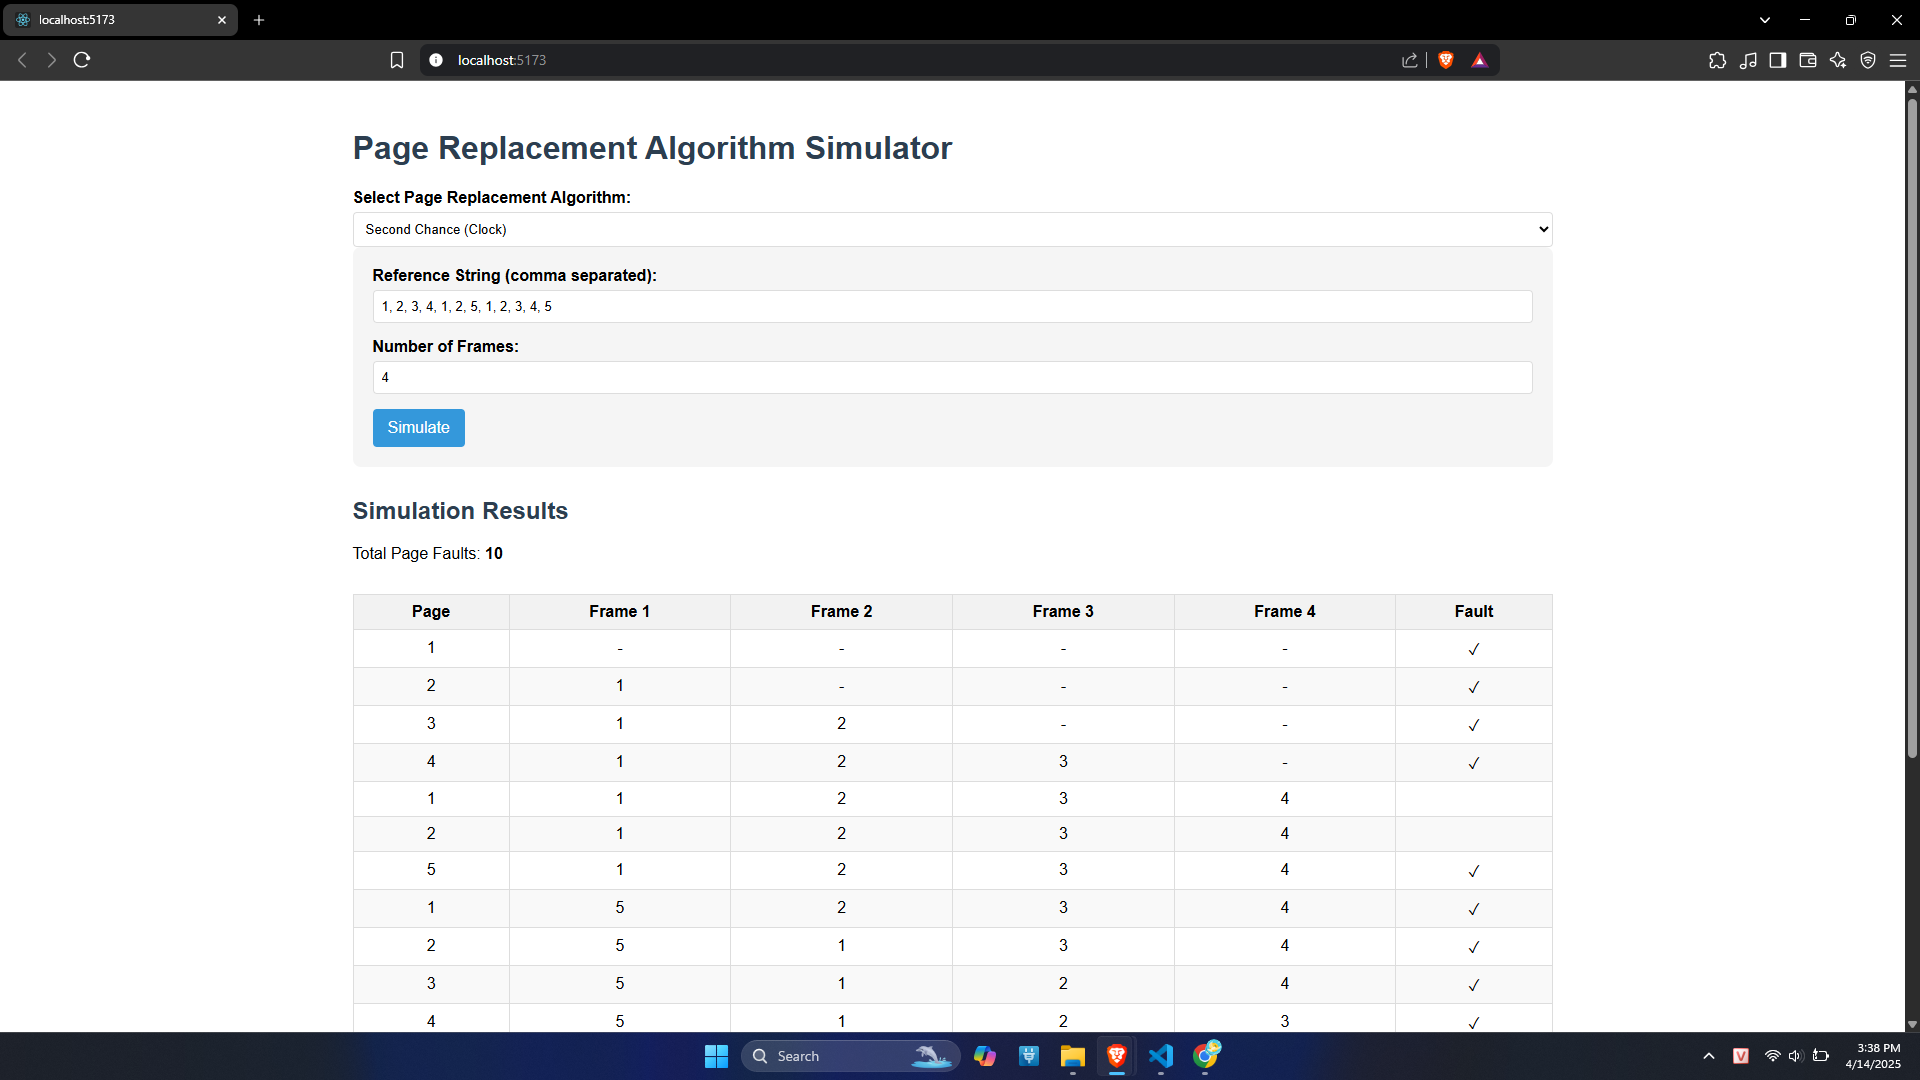 localhost:5173
localhost:5173
Page Replacement Algorithm Simulator
Select Page Replacement Algorithm:
Second Chance (Clock)
Reference String (comma separated):
1, 2, 3, 4, 1, 2, 5, 1, 2, 3, 4, 5
Number of Frames:
4
Simulate
Simulation Results
Total Page Faults: 10
Page Frame 1 Frame 2 Frame 3 Frame 4 Fault
1 - - - - ✓
2 1 - - - ✓
3 1 2 - - ✓
4 1 2 3 - ✓
1 1 2 3 4
2 1 2 3 4
5 1 2 3 4 ✓
1 5 2 3 4 ✓
2 5 1 3 4 ✓
3 5 1 2 4 ✓
4 5 1 2 3 ✓
Search
V
3:38 PM
4/14/2025